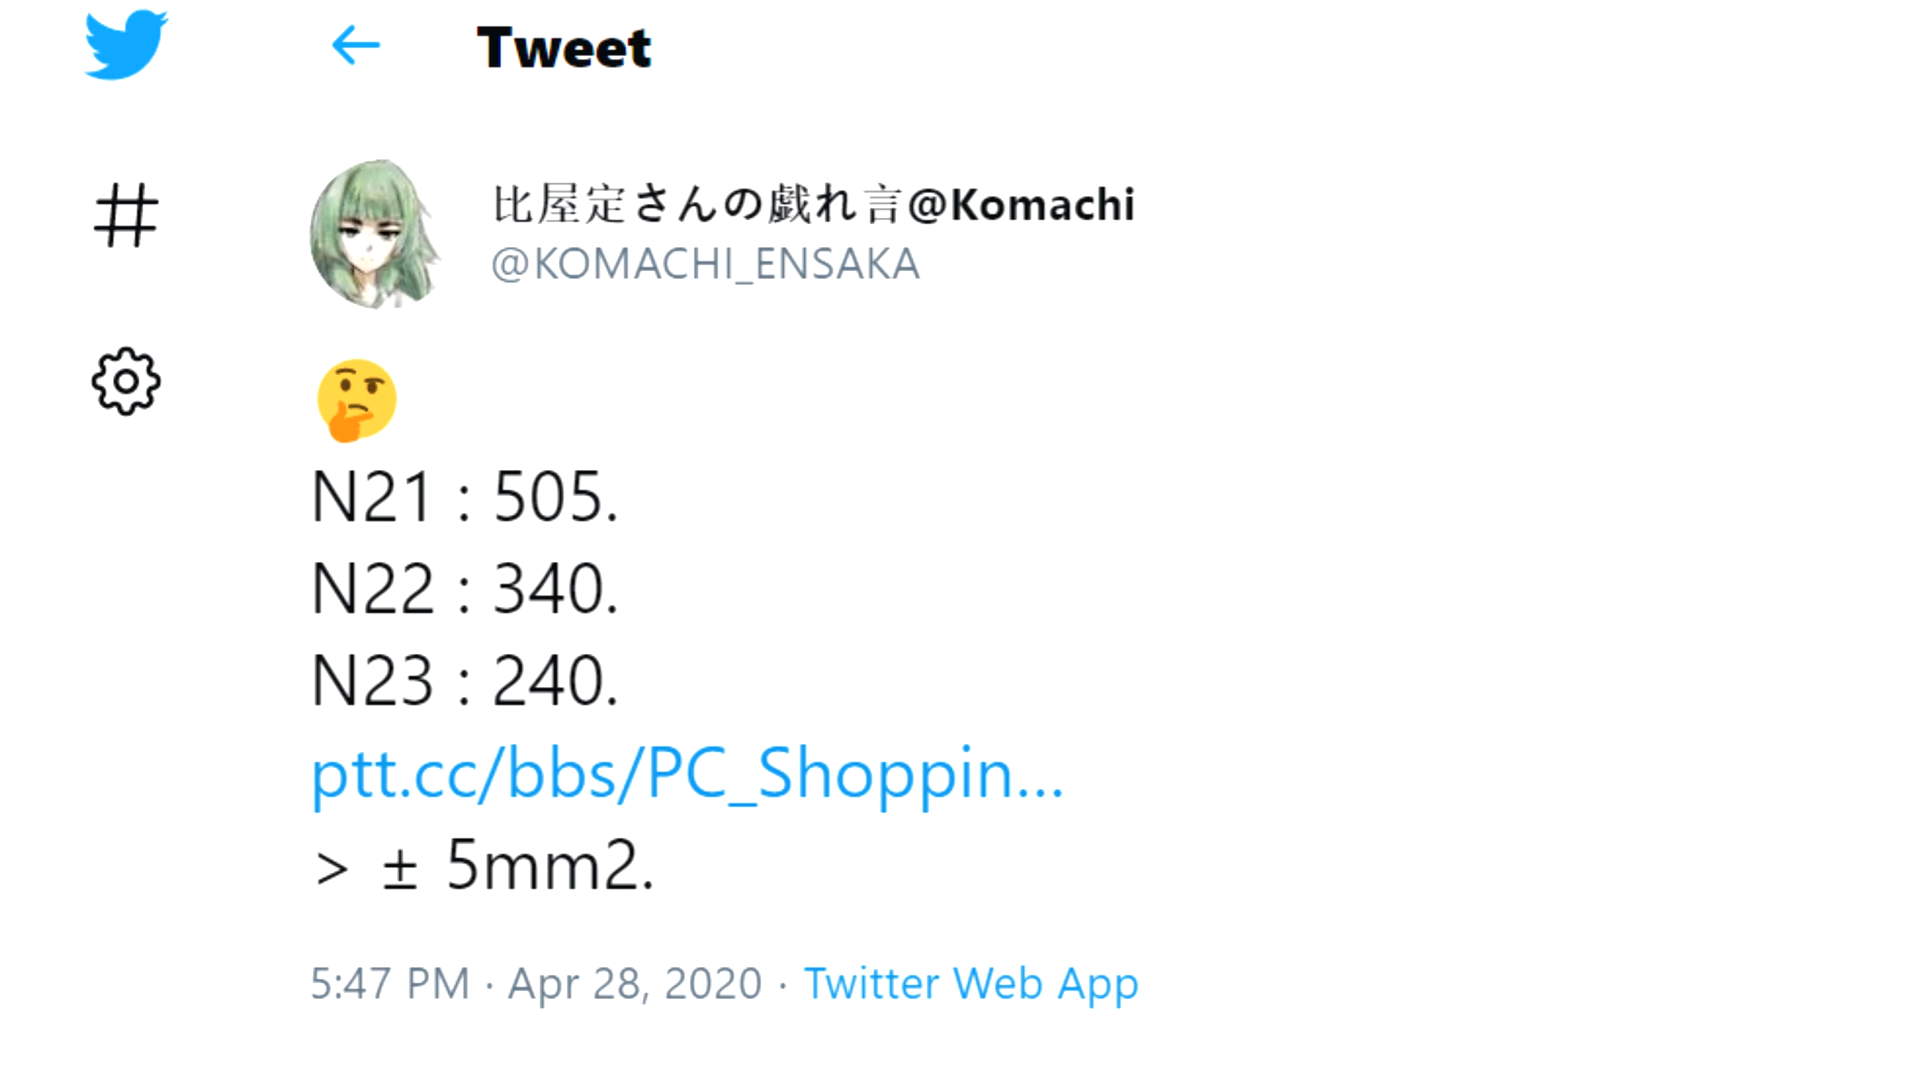 Tweet
比屋定さんの戯れ言@Komachi
@KOMACHI_ENSAKA
🤔
N21 : 505.
N22 : 340.
N23 : 240.
ptt.cc/bbs/PC_Shoppin...
> ± 5mm2.
5:47 PM · Apr 28, 2020 · Twitter Web App